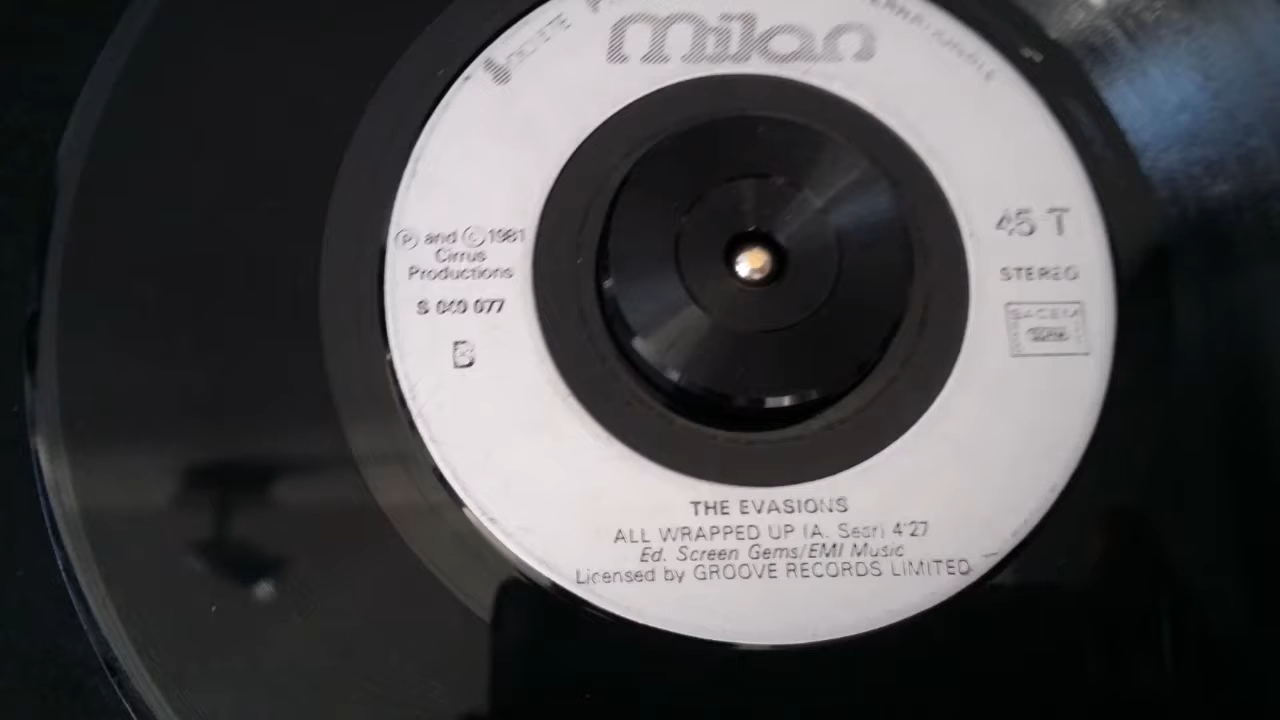 milan
℗ and © 1981
Cirrus
Productions
S 040 077
B
45 T
STEREO
SACEM
THE EVASIONS
ALL WRAPPED UP (A. Sear) 4'27
Ed. Screen Gems/EMI Music
Licensed by GROOVE RECORDS LIMITED